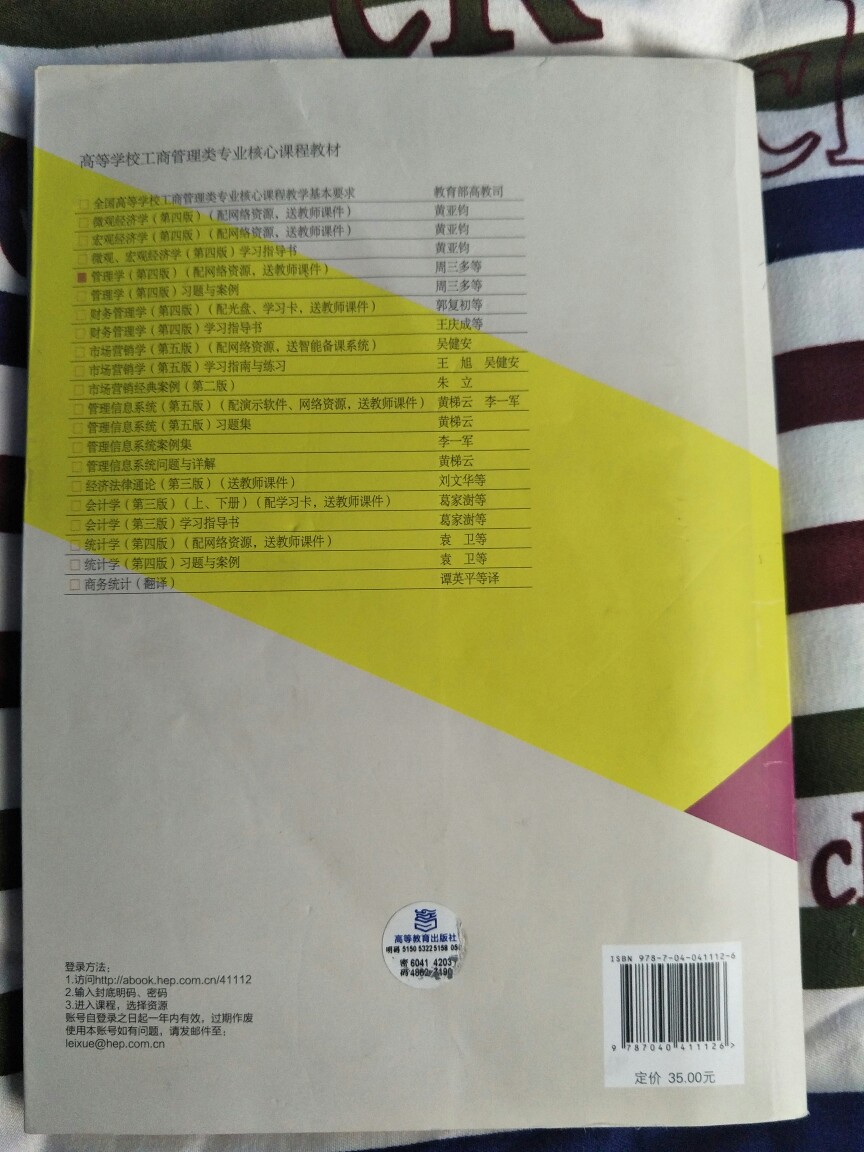 高等学校工商管理类专业核心课程教材
全国高等学校工商管理类专业核心课程教学基本要求 教育部高教司
微观经济学（第四版）（配网络资源，送教师课件） 黄亚钧
宏观经济学（第四版）（配网络资源，送教师课件） 黄亚钧
微观、宏观经济学（第四版）学习指导书 黄亚钧
管理学（第四版）（配网络资源，送教师课件） 周三多等
管理学（第四版）习题与案例 周三多等
财务管理学（第四版）（配光盘、学习卡，送教师课件） 郭复初等
财务管理学（第四版）学习指导书 王庆成等
市场营销学（第五版）（配网络资源，送智能备课系统） 吴健安
市场营销学（第五版）学习指南与练习 王 旭 吴健安
市场营销经典案例（第二版） 朱 立
管理信息系统（第五版）（配演示软件、网络资源，送教师课件） 黄梯云 李一军
管理信息系统（第五版）习题集 黄梯云
管理信息系统案例集 李一军
管理信息系统问题与详解 黄梯云
经济法律通论（第三版）（送教师课件） 刘文华等
会计学（第三版）（上、下册）（配学习卡，送教师课件） 葛家澍等
会计学（第三版）学习指导书 葛家澍等
统计学（第四版）（配网络资源，送教师课件） 袁 卫等
统计学（第四版）习题与案例 袁 卫等
商务统计（翻译） 谭英平等译
高等教育出版社
明码 5150 5322 5156
密 6041 4203
码
登录方法：
1.访问http://abook.hep.com.cn/41112
2.输入封底明码、密码
3.进入课程，选择资源
账号自登录之日起一年内有效，过期作废
使用本账号如有问题，请发邮件至：
leixue@hep.com.cn
ISBN 978-7-04-041112-6
9 787040 411126 >
定价 35.00元